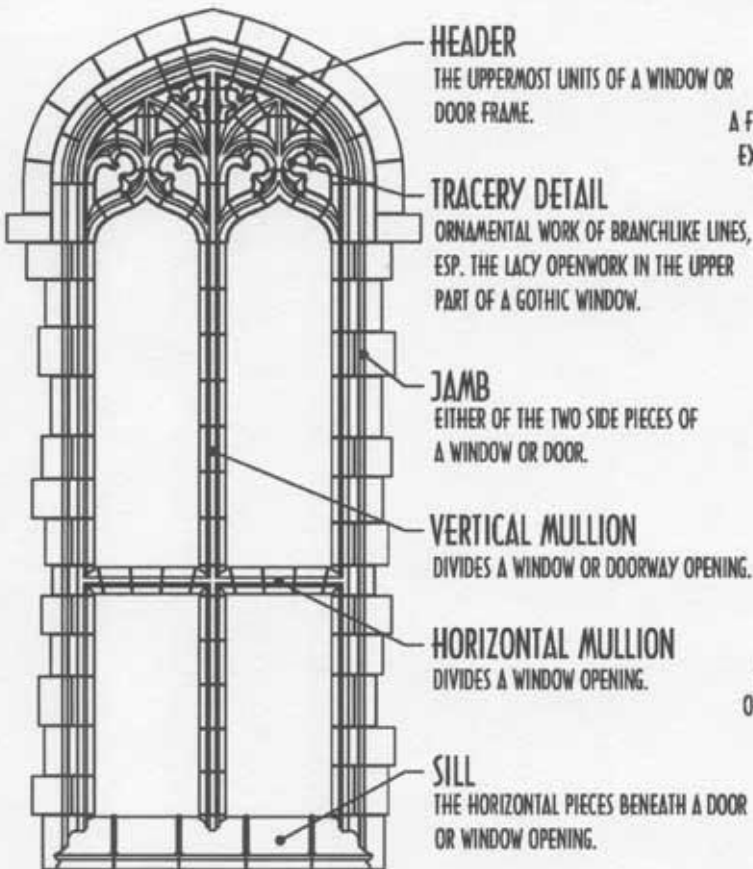 HEADER
THE UPPERMOST UNITS OF A WINDOW OR
DOOR FRAME.
TRACERY DETAIL
ORNAMENTAL WORK OF BRANCHLIKE LINES,
ESP. THE LACY OPENWORK IN THE UPPER
PART OF A GOTHIC WINDOW.
JAMB
EITHER OF THE TWO SIDE PIECES OF
A WINDOW OR DOOR.
VERTICAL MULLION
DIVIDES A WINDOW OR DOORWAY OPENING.
HORIZONTAL MULLION
DIVIDES A WINDOW OPENING.
SILL
THE HORIZONTAL PIECES BENEATH A DOOR
OR WINDOW OPENING.
A F
EX
O